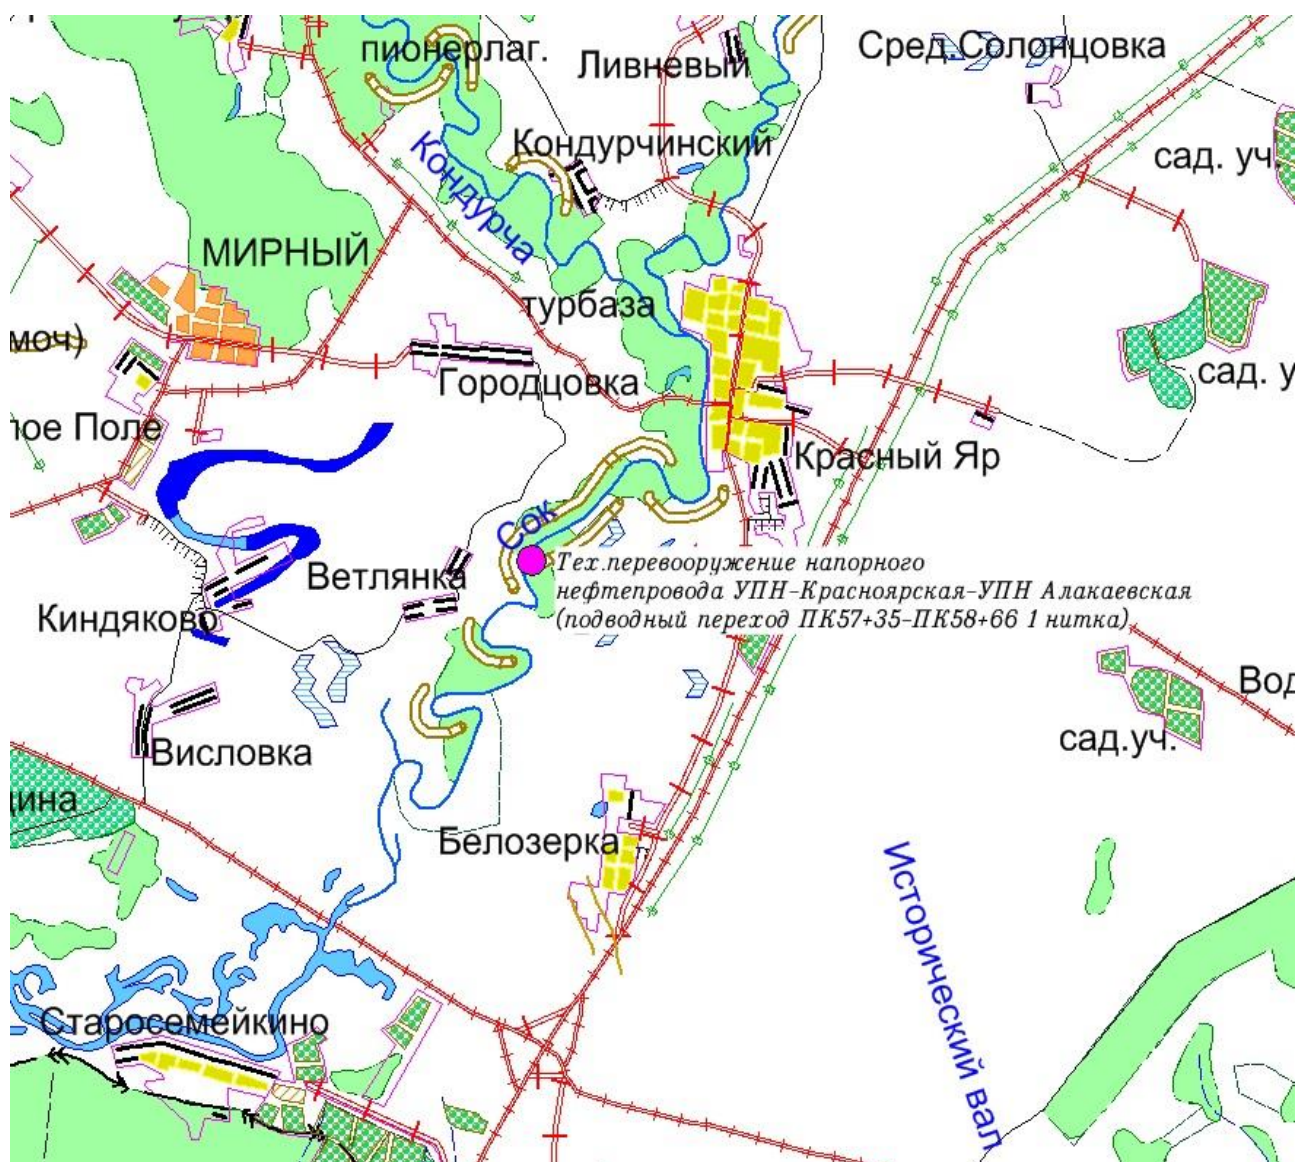 пионерлаг.
Ливневый
Сред.Солонцовка
Кондурчинский
сад. уч.
Кондурча
МИРНЫЙ
турбаза
моч)
Городцовка
сад. у
лое Поле
Красный Яр
Сок
Ветлянка
Тех.перевооружение напорного
нефтепровода УПН-Красноярская-УПН Алакаевская
(подводный переход ПК57+35-ПК58+66 1 нитка)
Киндяково
Вод
Висловка
сад.уч.
щина
Белозерка
Исторический вал
Старосемейкино